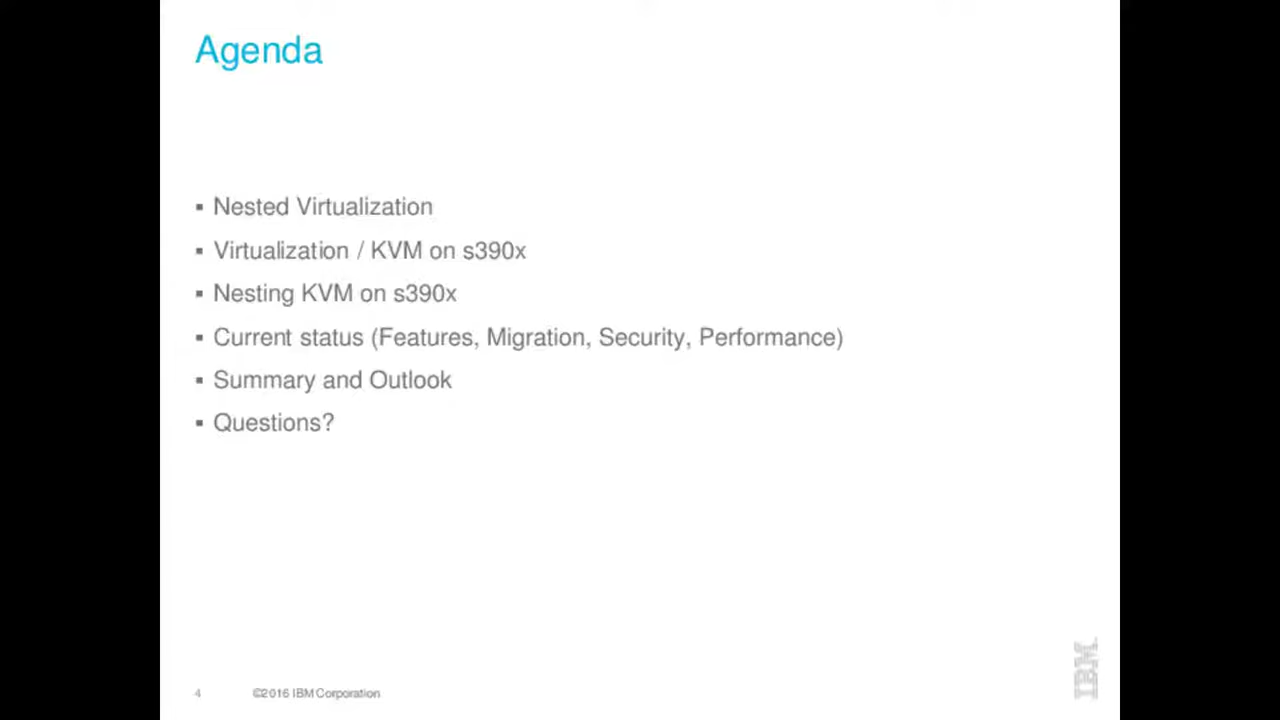 Agenda
▪ Nested Virtualization
▪ Virtualization / KVM on s390x
▪ Nesting KVM on s390x
▪ Current status (Features, Migration, Security, Performance)
▪ Summary and Outlook
▪ Questions?
4 ©2016 IBM Corporation
IBM